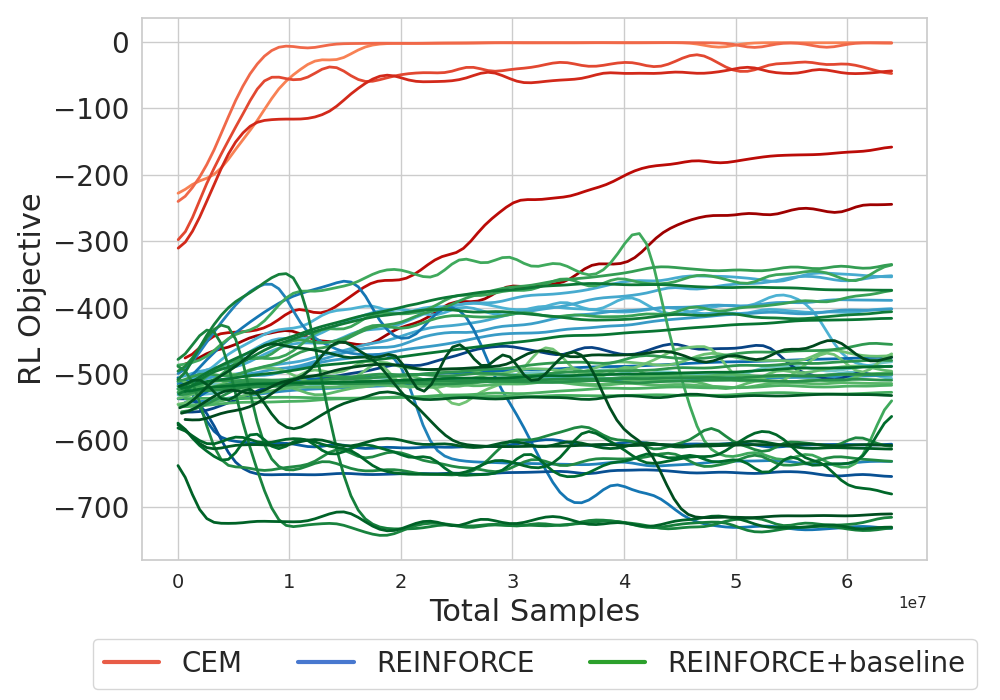 RL Objective
0
−100
−200
−300
−400
−500
−600
−700
0 1 2 3 4 5 6
1e7
Total Samples
CEM REINFORCE REINFORCE+baseline